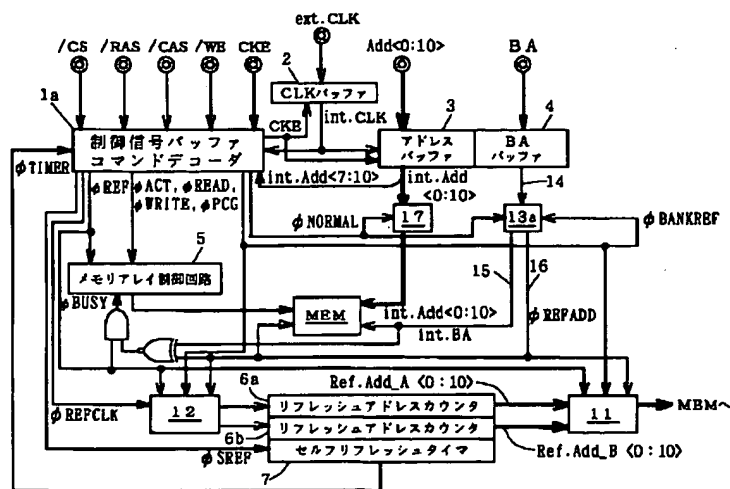 ext.CLK
/CS /RAS /CAS /WE CKE
Add<0:10>
BA
2
CLKバッファ
1a
3
4
CKE
int.CLK
制御信号バッファ
コマンドデコーダ
アドレス
バッファ
BA
バッファ
φTIMER
φREF
φACT, φREAD,
φWRITE, φPCG
int.Add<7:10>
int.Add
<0:10>
14
φNORMAL
17
13a
φBANKREF
5
15
16
メモリアレイ制御回路
φBUSY
MEM
int.Add<0:10>
φREFADD
int.BA
6a
Ref.Add_A <0:10>
φREFCLK
12
リフレッシュアドレスカウンタ
11
MEMへ
6b
リフレッシュアドレスカウンタ
φSREF
セルフリフレッシュタイマ
Ref.Add_B <0:10>
7